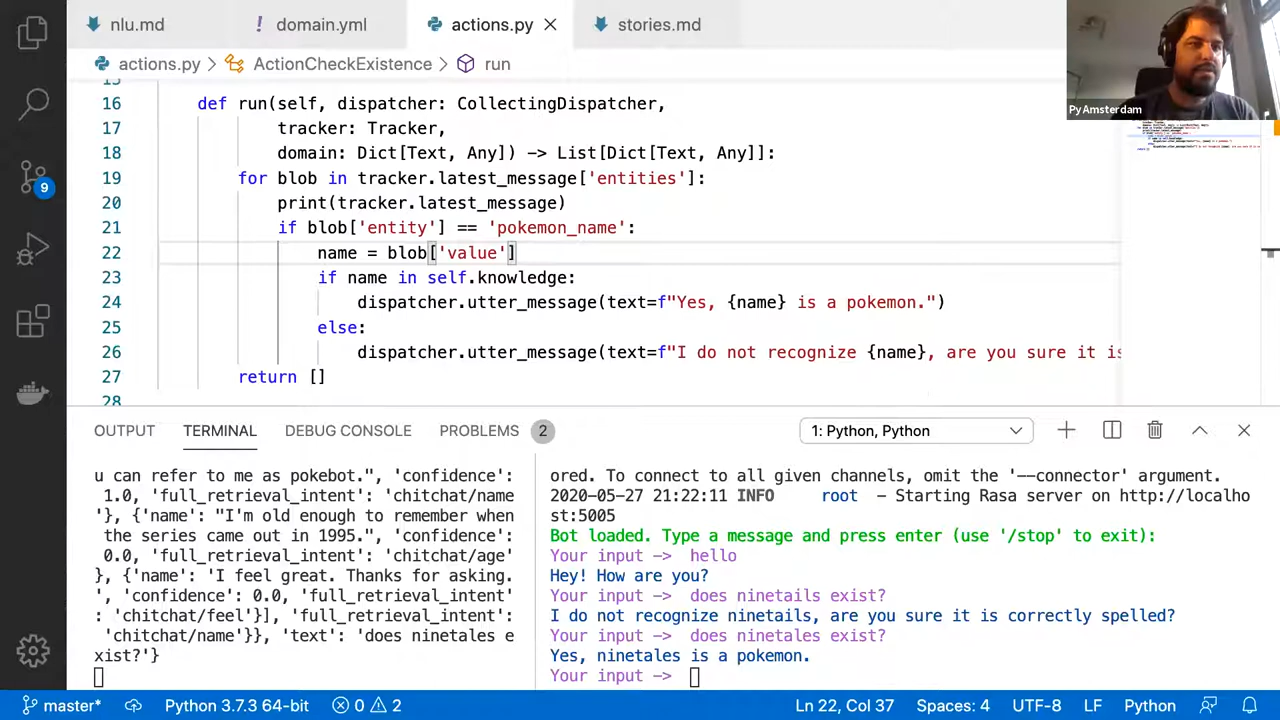 nlu.md
domain.yml
actions.py
stories.md
actions.py > ActionCheckExistence > run
PyAmsterdam
15
16 def run(self, dispatcher: CollectingDispatcher,
17 tracker: Tracker,
18 domain: Dict[Text, Any]) -> List[Dict[Text, Any]]:
19 for blob in tracker.latest_message['entities']:
20 print(tracker.latest_message)
21 if blob['entity'] == 'pokemon_name':
22 name = blob['value']
23 if name in self.knowledge:
24 dispatcher.utter_message(text=f"Yes, {name} is a pokemon.")
25 else:
26 dispatcher.utter_message(text=f"I do not recognize {name}, are you sure it is
27 return []
28
9
OUTPUT
TERMINAL
DEBUG CONSOLE
PROBLEMS 2
1: Python, Python
u can refer to me as pokebot.", 'confidence':
1.0, 'full_retrieval_intent': 'chitchat/name
'}, {'name': "I'm old enough to remember when
the series came out in 1995.", 'confidence':
0.0, 'full_retrieval_intent': 'chitchat/age'
}, {'name': 'I feel great. Thanks for asking.
', 'confidence': 0.0, 'full_retrieval_intent'
: 'chitchat/feel'}], 'full_retrieval_intent':
'chitchat/name'}}, 'text': 'does ninetales e
xist?'}
ored. To connect to all given channels, omit the '--connector' argument.
2020-05-27 21:22:11 INFO root - Starting Rasa server on http://localho
st:5005
Bot loaded. Type a message and press enter (use '/stop' to exit):
Your input -> hello
Hey! How are you?
Your input -> does ninetails exist?
I do not recognize ninetails, are you sure it is correctly spelled?
Your input -> does ninetales exist?
Yes, ninetales is a pokemon.
Your input ->
master*
Python 3.7.3 64-bit
0
2
Ln 22, Col 37
Spaces: 4
UTF-8
LF
Python